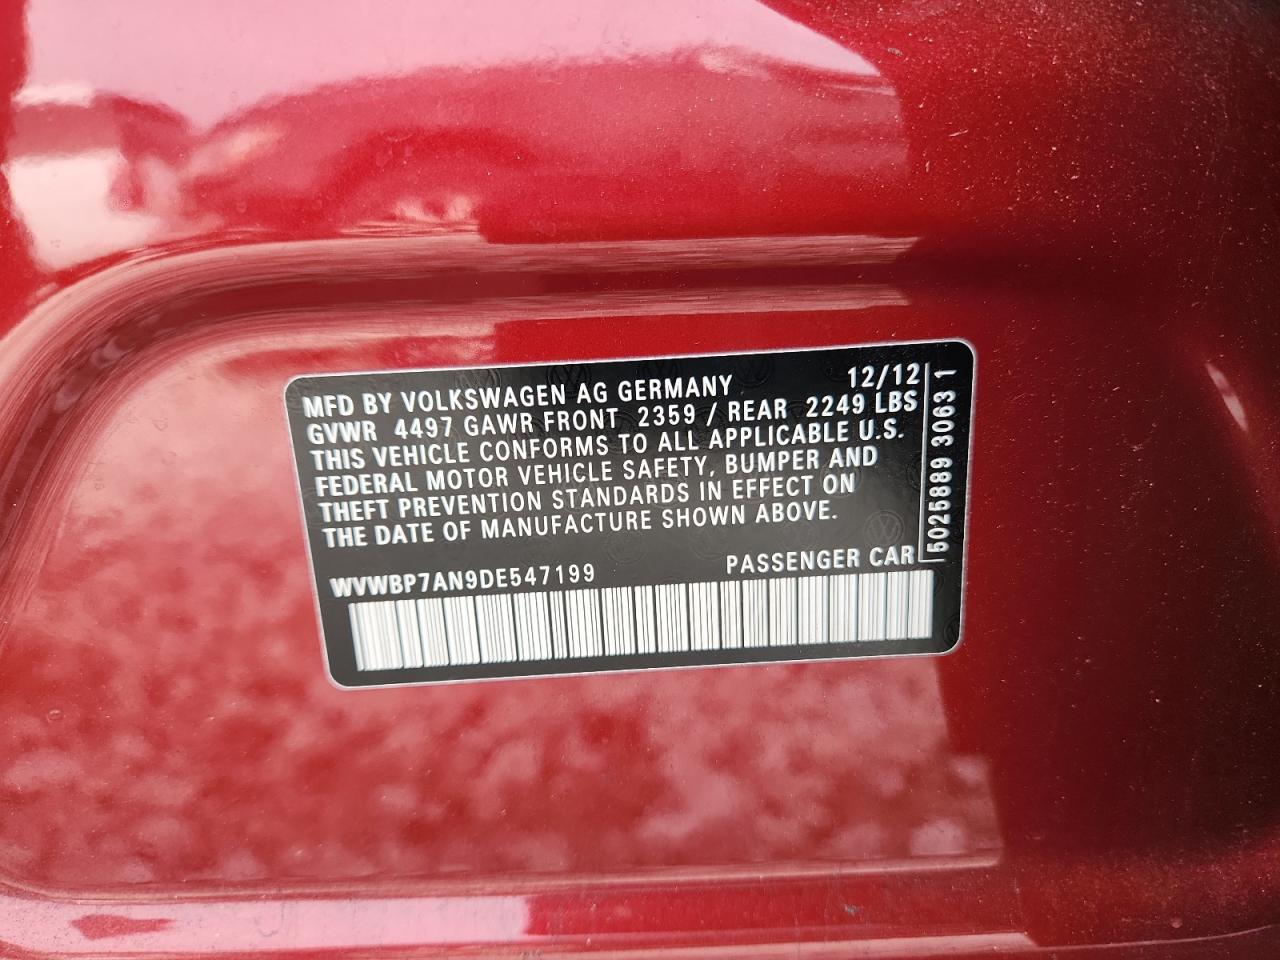 MFD BY VOLKSWAGEN AG GERMANY 12/12
GVWR 4497 GAWR FRONT 2359 / REAR 2249 LBS
THIS VEHICLE CONFORMS TO ALL APPLICABLE U.S.
FEDERAL MOTOR VEHICLE SAFETY, BUMPER AND
THEFT PREVENTION STANDARDS IN EFFECT ON
THE DATE OF MANUFACTURE SHOWN ABOVE.
WVWBP7AN9DE547199 PASSENGER CAR
5025889 3063 1